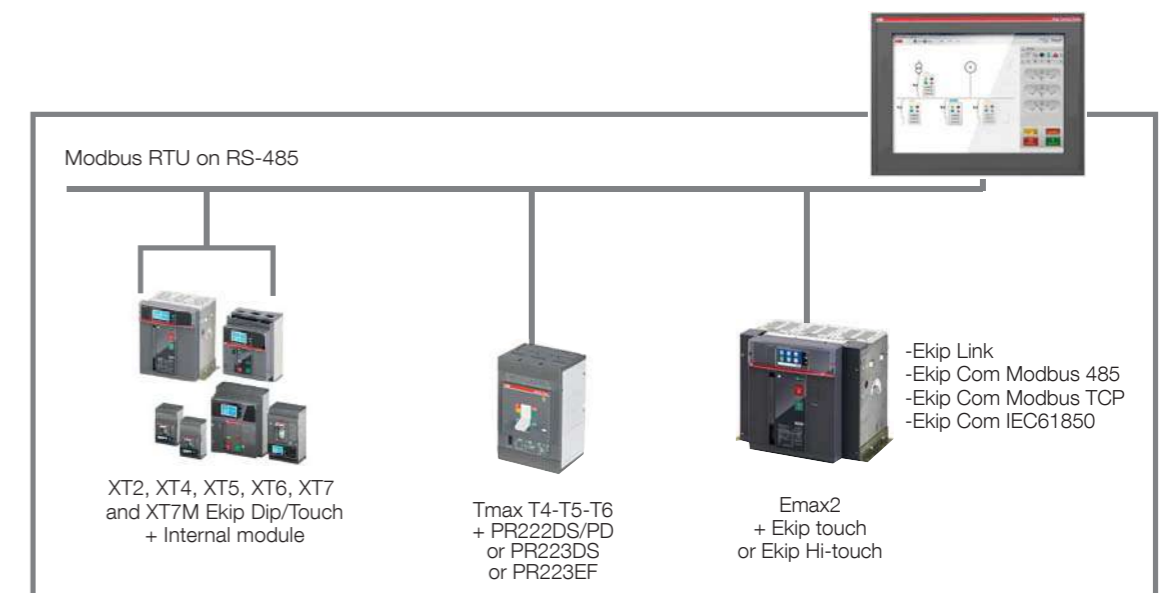 Modbus RTU on RS-485
-Ekip Link
-Ekip Com Modbus 485
-Ekip Com Modbus TCP
-Ekip Com IEC61850
XT2, XT4, XT5, XT6, XT7
and XT7M Ekip Dip/Touch
+ Internal module
Tmax T4-T5-T6
+ PR222DS/PD
or PR223DS
or PR223EF
Emax2
+ Ekip touch
or Ekip Hi-touch